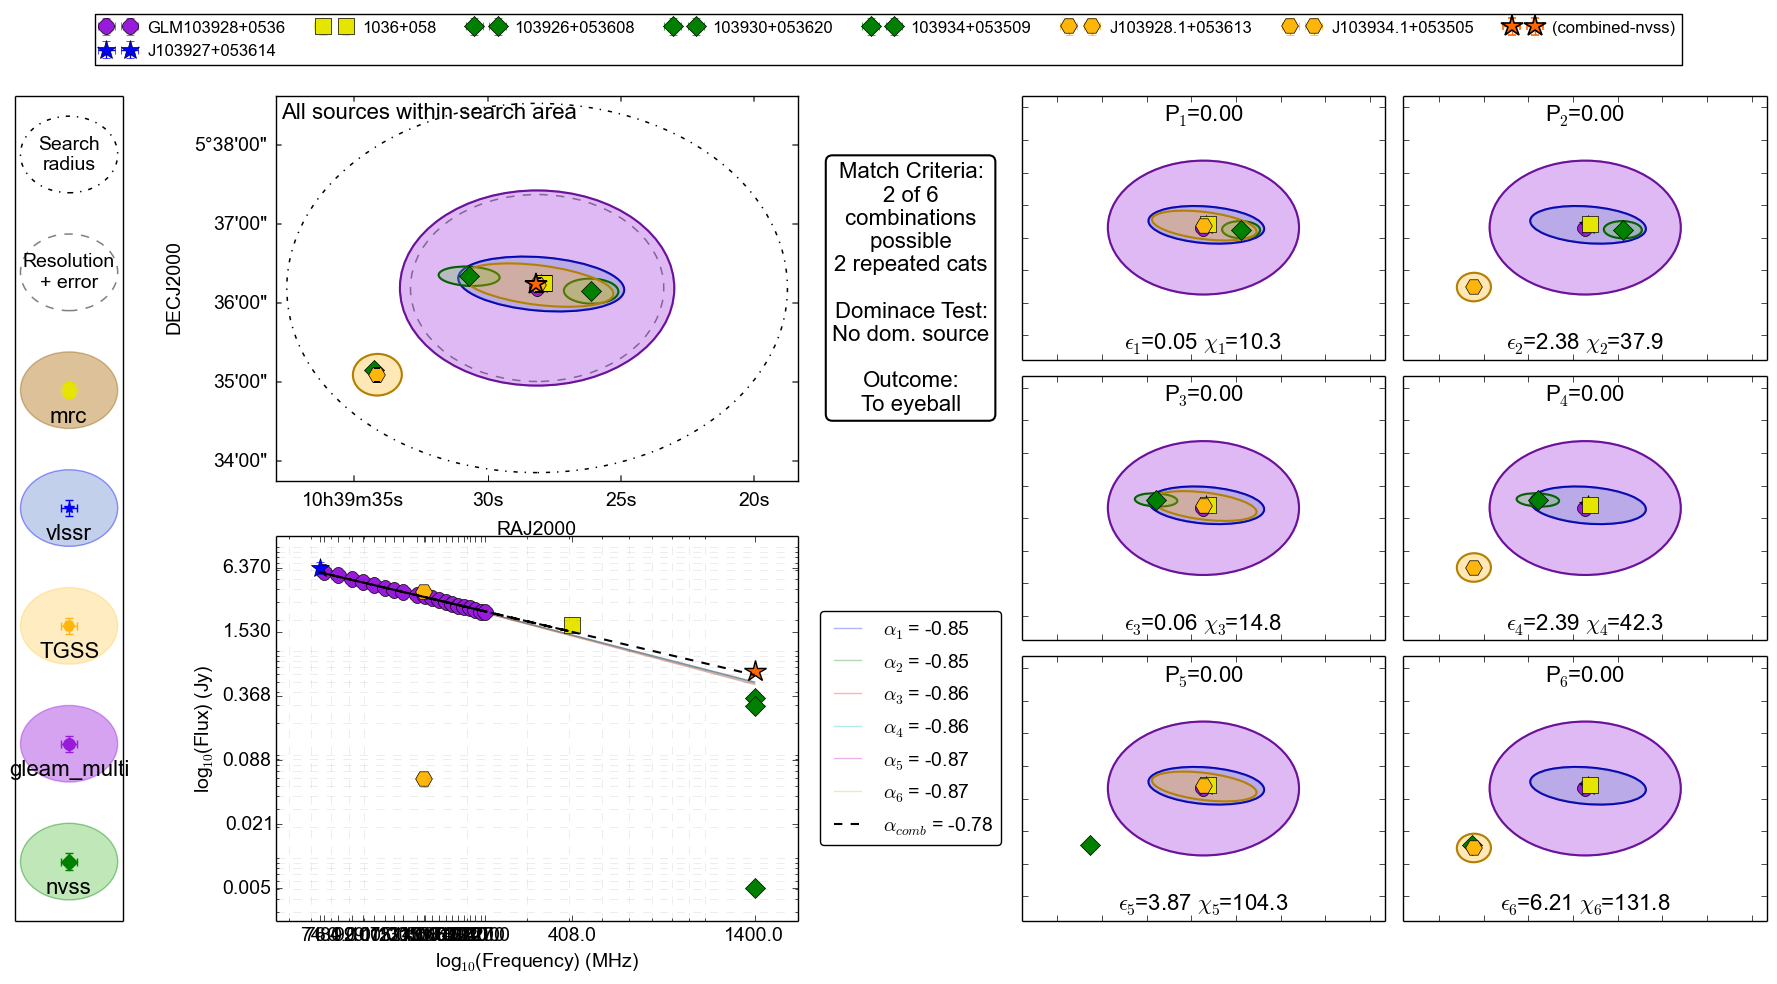 GLM103928+0536 1036+058 103926+053608 103930+053620 103934+053509 J103928.1+053613 J103934.1+053505 (combined-nvss)
J103927+053614
Search
radius
Resolution
+ error
mrc
vlssr
TGSS
gleam_multi
nvss
All sources within search area
5°38'00"
37'00"
36'00"
35'00"
34'00"
DECJ2000
10h39m35s 30s 25s 20s
RAJ2000
Match Criteria:
2 of 6
combinations
possible
2 repeated cats
Dominace Test:
No dom. source
Outcome:
To eyeball
6.370
1.530
0.368
0.088
0.021
0.005
log10(Flux) (Jy)
408.0 1400.0
log10(Frequency) (MHz)
α1 = -0.85
α2 = -0.85
α3 = -0.86
α4 = -0.86
α5 = -0.87
α6 = -0.87
αcomb = -0.78
P1=0.00
ϵ1=0.05 χ1=10.3
P2=0.00
ϵ2=2.38 χ2=37.9
P3=0.00
ϵ3=0.06 χ3=14.8
P4=0.00
ϵ4=2.39 χ4=42.3
P5=0.00
ϵ5=3.87 χ5=104.3
P6=0.00
ϵ6=6.21 χ6=131.8